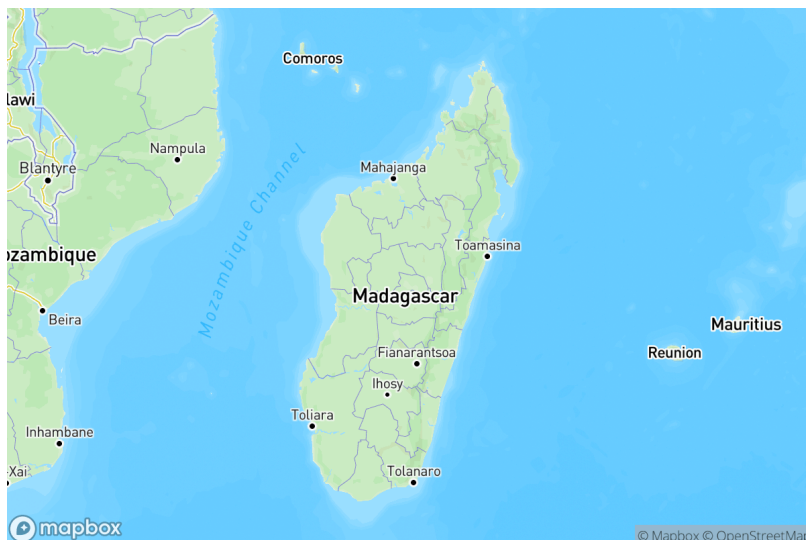 Comoros
lawi
Nampula
Blantyre
Mahajanga
Mozambique Channel
Toamasina
ozambique
Madagascar
Beira
Mauritius
Reunion
Fianarantsoa
Ihosy
Toliara
Inhambane
-Xai
Tolanaro
mapbox
© Mapbox © OpenStreetMa